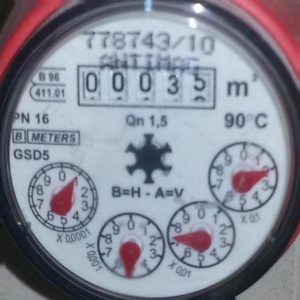 778743/10
ANTIMAG
B 96
411.01
00035 m³
PN 16
Qn 1,5
90°C
B METERS
GSD5
B=H - A=V
X 0,1
X 0,01
X 0,001
X 0,0001